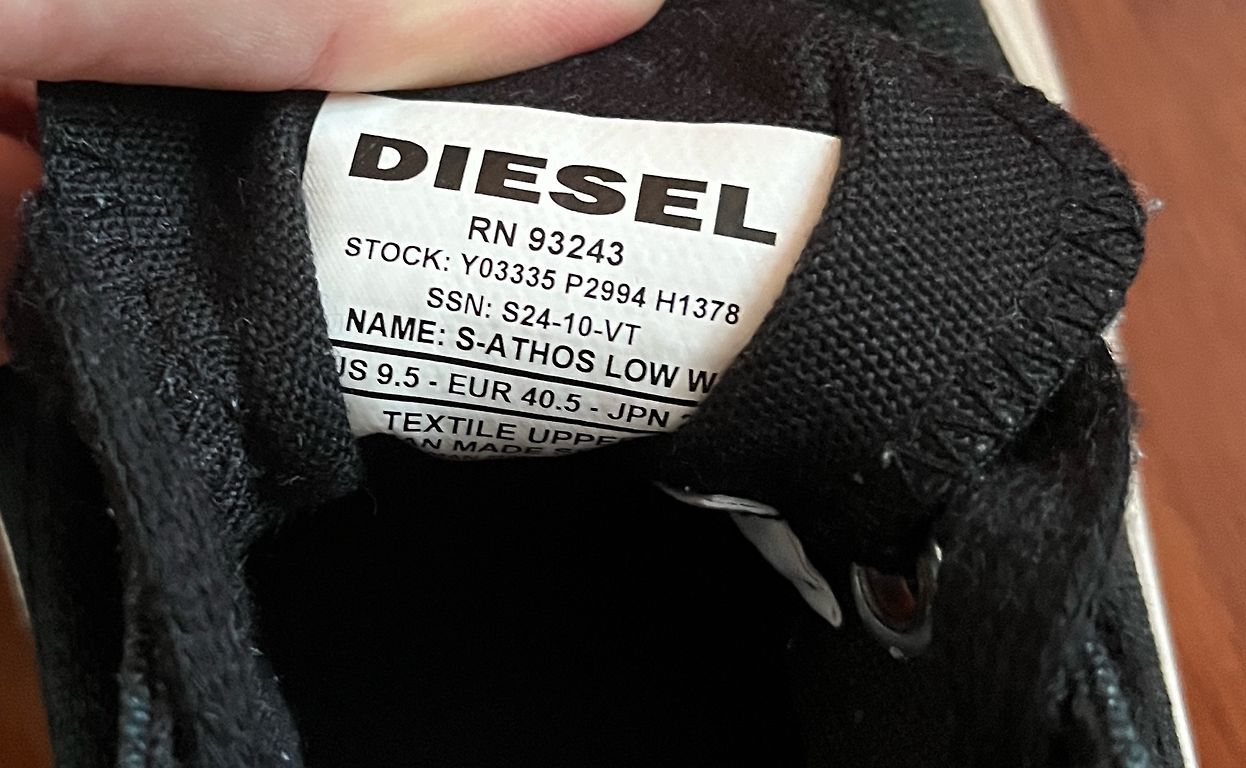 DIESEL
RN 93243
STOCK: Y03335 P2994 H1378
SSN: S24-10-VT
NAME: S-ATHOS LOW W
US 9.5 - EUR 40.5 - JPN
TEXTILE
MADE